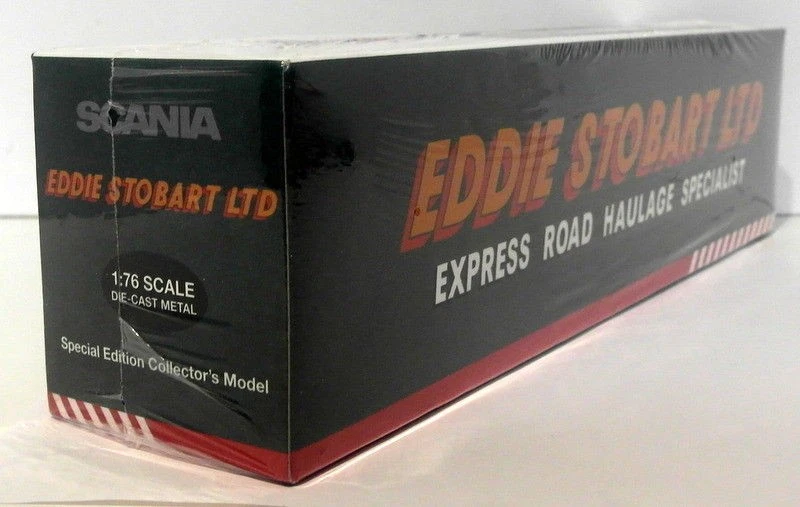 SCANIA
EDDIE STOBART LTD
1:76 SCALE
DIE-CAST METAL
Special Edition Collector's Model
EDDIE STOBART LTD
EXPRESS ROAD HAULAGE SPECIALIST